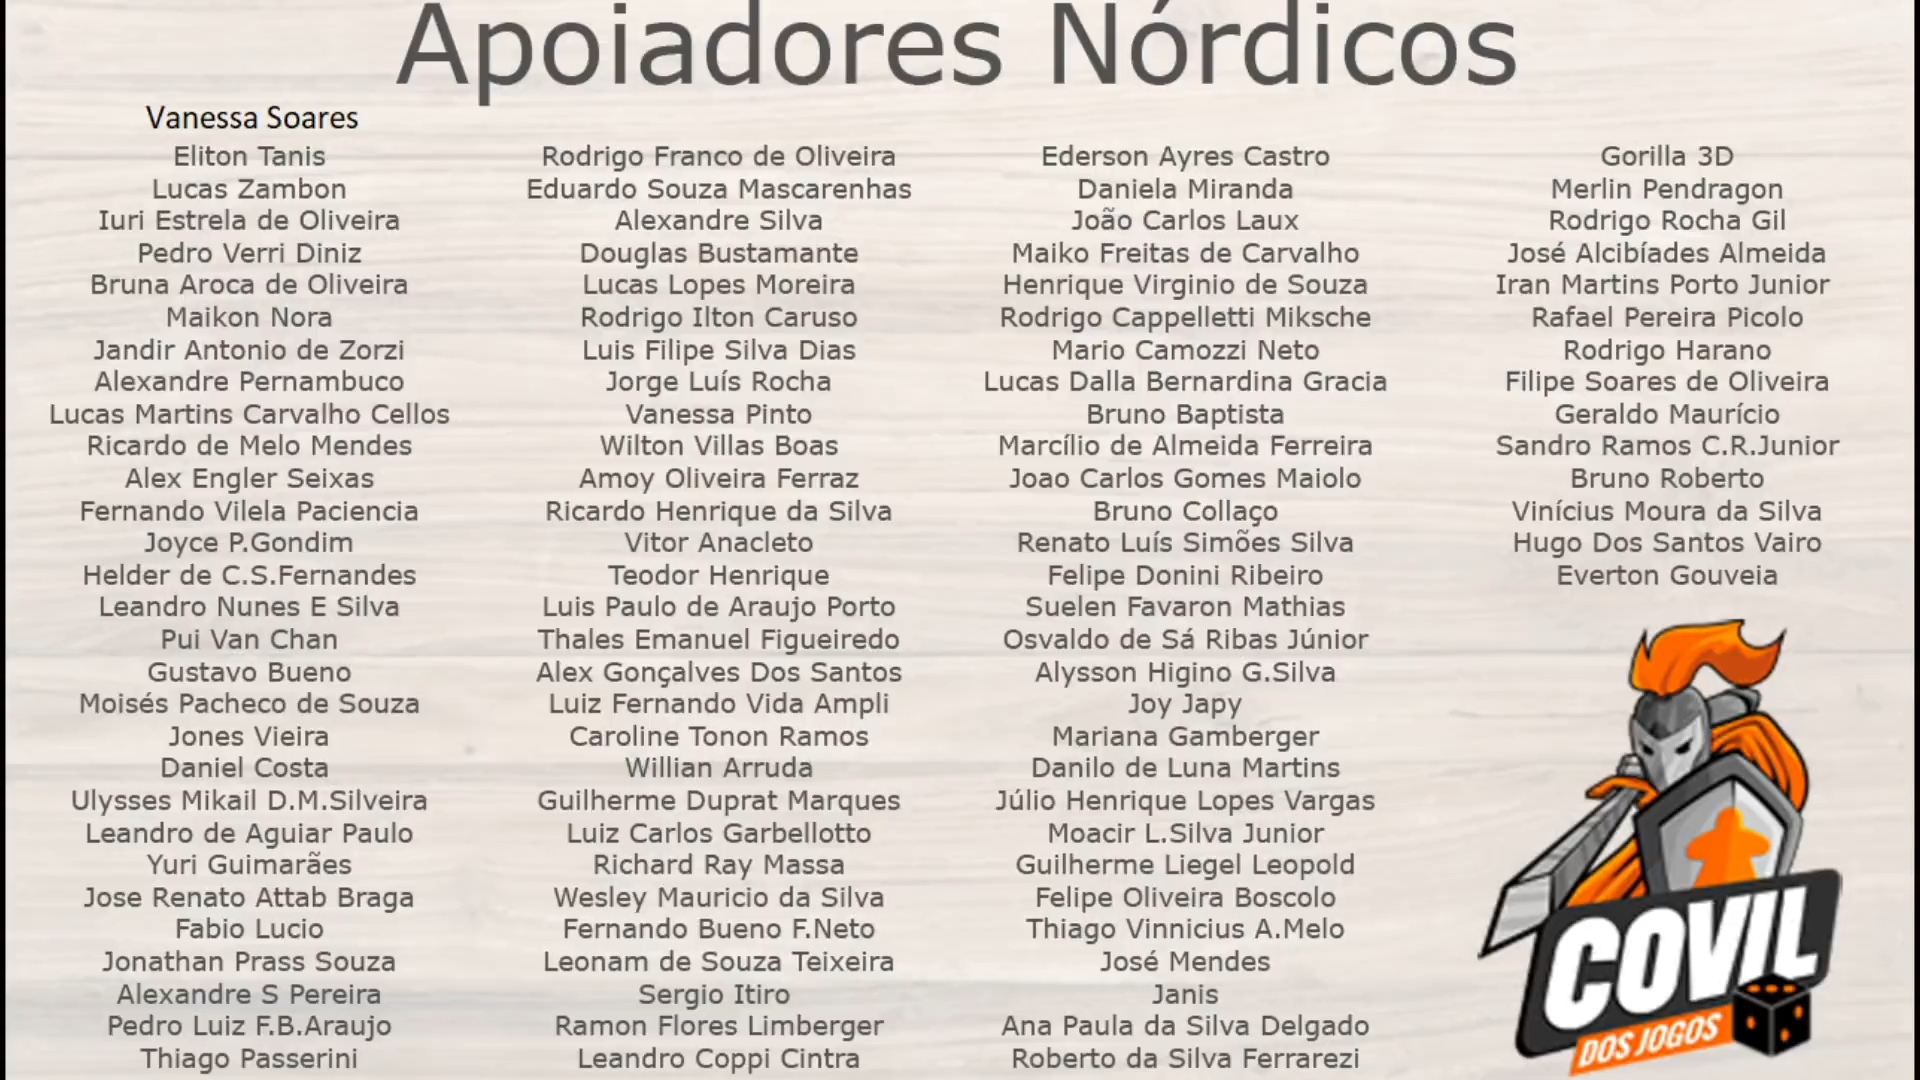 Apoiadores Nórdicos
Vanessa Soares
Eliton Tanis
Lucas Zambon
Iuri Estrela de Oliveira
Pedro Verri Diniz
Bruna Aroca de Oliveira
Maikon Nora
Jandir Antonio de Zorzi
Alexandre Pernambuco
Lucas Martins Carvalho Cellos
Ricardo de Melo Mendes
Alex Engler Seixas
Fernando Vilela Paciencia
Joyce P.Gondim
Helder de C.S.Fernandes
Leandro Nunes E Silva
Pui Van Chan
Gustavo Bueno
Moisés Pacheco de Souza
Jones Vieira
Daniel Costa
Ulysses Mikail D.M.Silveira
Leandro de Aguiar Paulo
Yuri Guimarães
Jose Renato Attab Braga
Fabio Lucio
Jonathan Prass Souza
Alexandre S Pereira
Pedro Luiz F.B.Araujo
Thiago Passerini
Rodrigo Franco de Oliveira
Eduardo Souza Mascarenhas
Alexandre Silva
Douglas Bustamante
Lucas Lopes Moreira
Rodrigo Ilton Caruso
Luis Filipe Silva Dias
Jorge Luís Rocha
Vanessa Pinto
Wilton Villas Boas
Amoy Oliveira Ferraz
Ricardo Henrique da Silva
Vitor Anacleto
Teodor Henrique
Luis Paulo de Araujo Porto
Thales Emanuel Figueiredo
Alex Gonçalves Dos Santos
Luiz Fernando Vida Ampli
Caroline Tonon Ramos
Willian Arruda
Guilherme Duprat Marques
Luiz Carlos Garbellotto
Richard Ray Massa
Wesley Mauricio da Silva
Fernando Bueno F.Neto
Leonam de Souza Teixeira
Sergio Itiro
Ramon Flores Limberger
Leandro Coppi Cintra
Ederson Ayres Castro
Daniela Miranda
João Carlos Laux
Maiko Freitas de Carvalho
Henrique Virginio de Souza
Rodrigo Cappelletti Miksche
Mario Camozzi Neto
Lucas Dalla Bernardina Gracia
Bruno Baptista
Marcílio de Almeida Ferreira
Joao Carlos Gomes Maiolo
Bruno Collaço
Renato Luís Simões Silva
Felipe Donini Ribeiro
Suelen Favaron Mathias
Osvaldo de Sá Ribas Júnior
Alysson Higino G.Silva
Joy Japy
Mariana Gamberger
Danilo de Luna Martins
Júlio Henrique Lopes Vargas
Moacir L.Silva Junior
Guilherme Liegel Leopold
Felipe Oliveira Boscolo
Thiago Vinnicius A.Melo
José Mendes
Janis
Ana Paula da Silva Delgado
Roberto da Silva Ferrarezi
Gorilla 3D
Merlin Pendragon
Rodrigo Rocha Gil
José Alcibíades Almeida
Iran Martins Porto Junior
Rafael Pereira Picolo
Rodrigo Harano
Filipe Soares de Oliveira
Geraldo Maurício
Sandro Ramos C.R.Junior
Bruno Roberto
Vinícius Moura da Silva
Hugo Dos Santos Vairo
Everton Gouveia
COVIL
DOS JOGOS